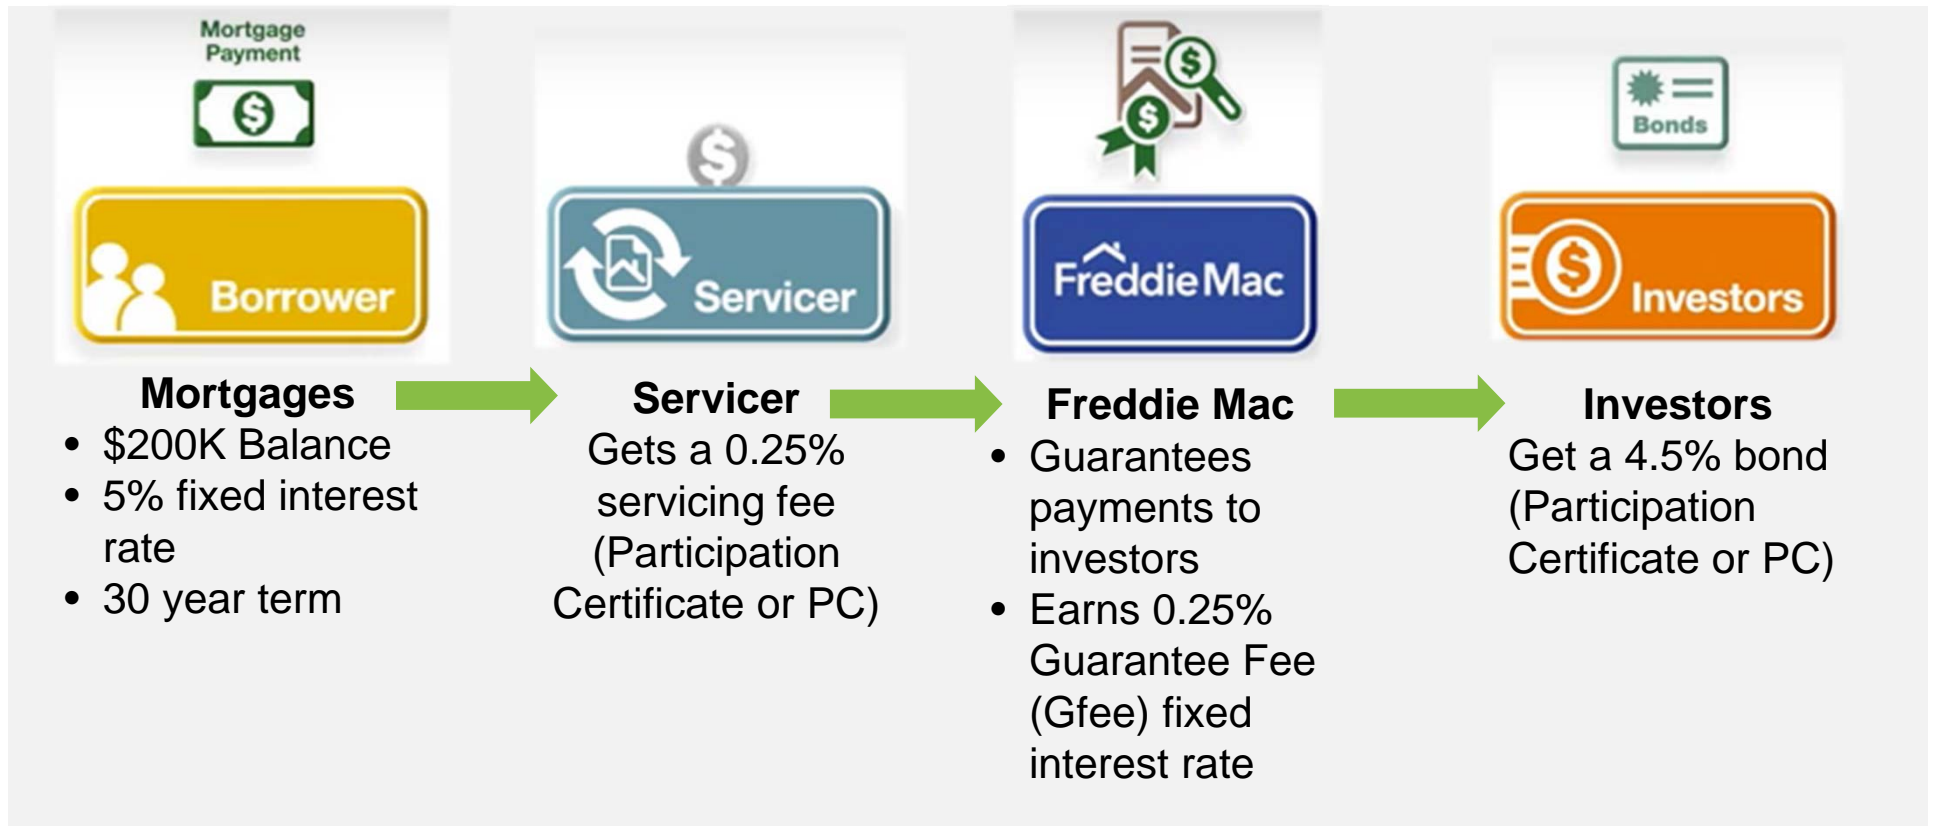 Mortgage
Payment
Borrower
Mortgages
• $200K Balance
• 5% fixed interest
rate
• 30 year term
Servicer
Servicer
Gets a 0.25%
servicing fee
(Participation
Certificate or PC)
Freddie Mac
Freddie Mac
• Guarantees
payments to
investors
• Earns 0.25%
Guarantee Fee
(Gfee) fixed
interest rate
Bonds
Investors
Investors
Get a 4.5% bond
(Participation
Certificate or PC)